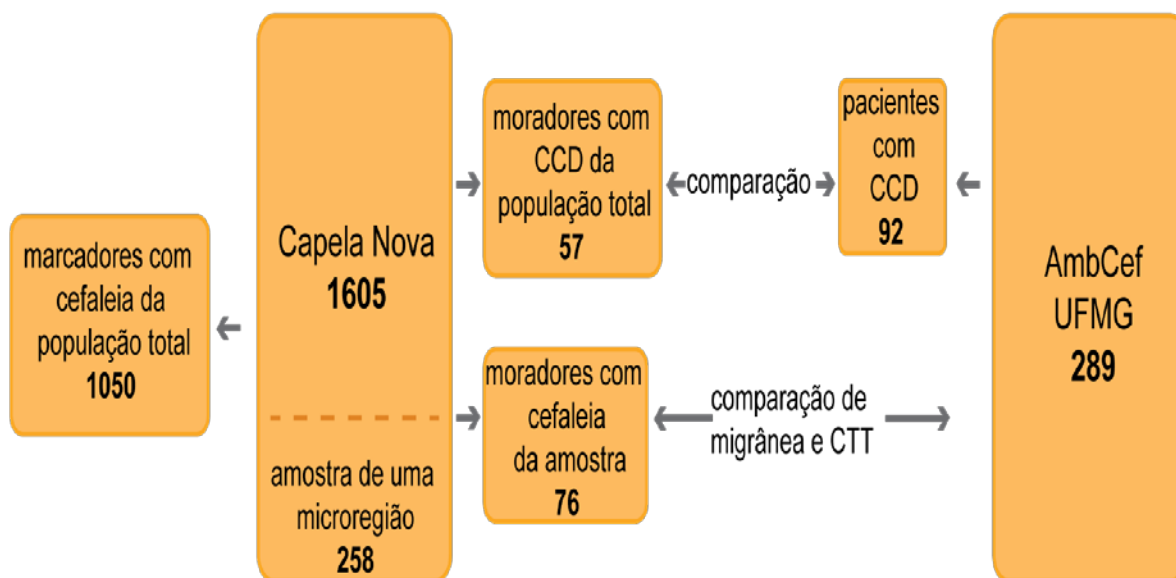 marcadores com
cefaleia da
população total
1050
Capela Nova
1605
amostra de uma
microregião
258
moradores com
CCD da
população total
57
comparação
pacientes
com
CCD
92
moradores com
cefaleia
da amostra
76
comparação de
migrânea e CTT
AmbCef
UFMG
289